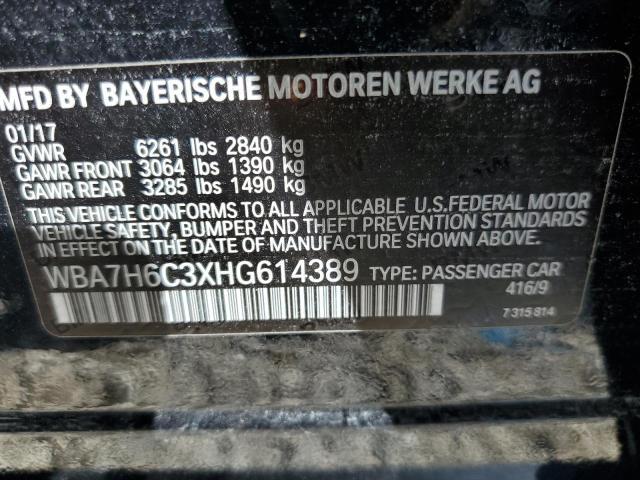 MFD BY BAYERISCHE MOTOREN WERKE AG
01/17
GVWR 6261 lbs 2840 kg
GAWR FRONT 3064 lbs 1390 kg
GAWR REAR 3285 lbs 1490 kg
THIS VEHICLE CONFORMS TO ALL APPLICABLE U.S.FEDERAL MOTOR
VEHICLE SAFETY, BUMPER AND THEFT PREVENTION STANDARDS
IN EFFECT ON THE DATE OF MANUFACTURE SHOWN ABOVE.
WBA7H6C3XHG614389 TYPE: PASSENGER CAR
416/9
7 315 814